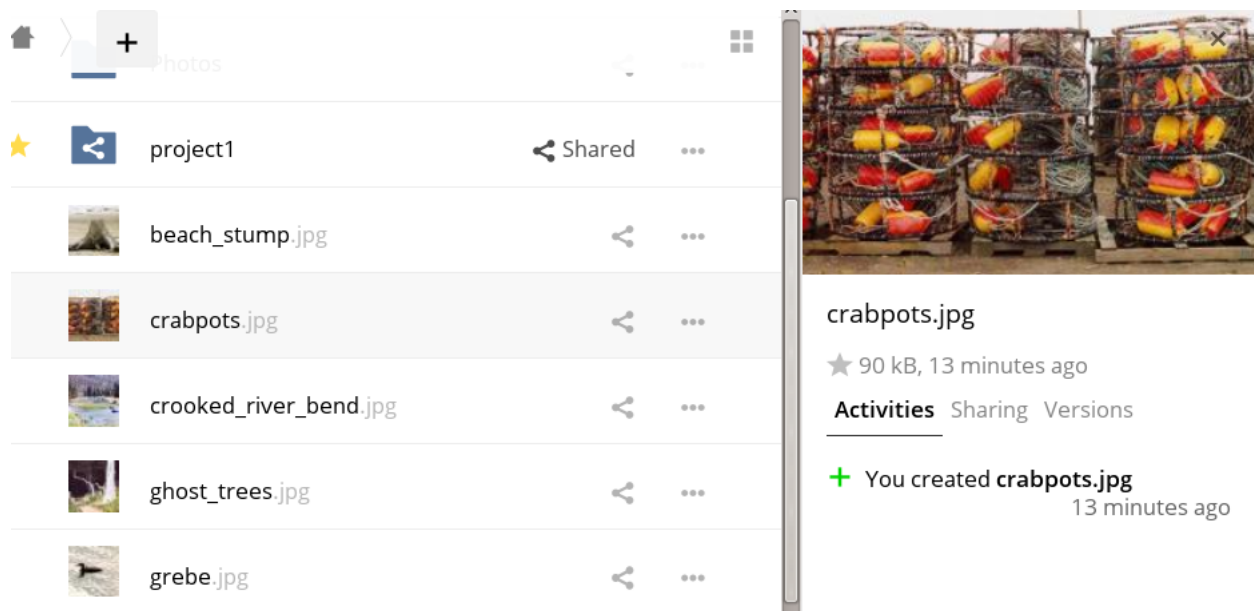 +
Photos
project1 Shared
beach_stump.jpg
crabpots.jpg
crooked_river_bend.jpg
ghost_trees.jpg
grebe.jpg
crabpots.jpg
90 kB, 13 minutes ago
Activities Sharing Versions
You created crabpots.jpg
13 minutes ago